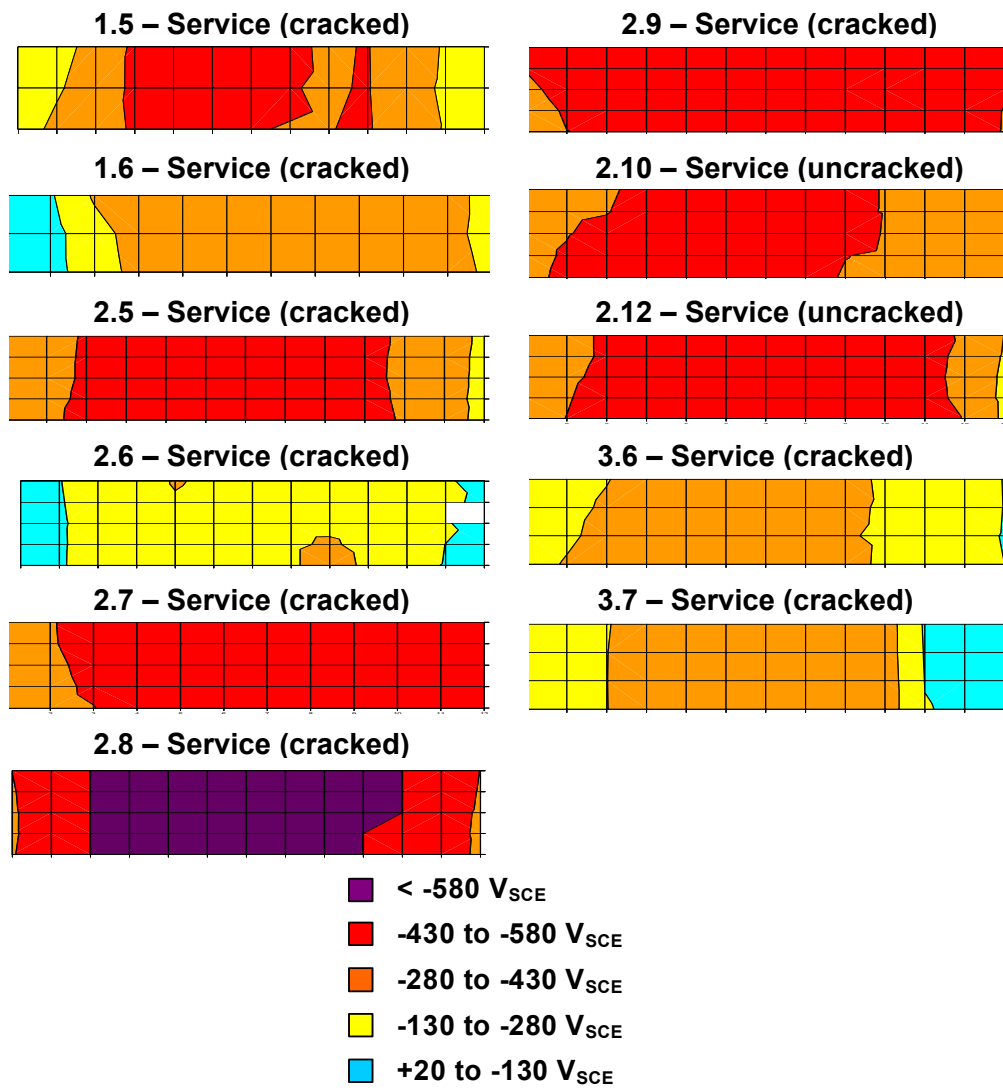 1.5 – Service (cracked)
2.9 – Service (cracked)
1.6 – Service (cracked)
2.10 – Service (uncracked)
2.5 – Service (cracked)
2.12 – Service (uncracked)
2.6 – Service (cracked)
3.6 – Service (cracked)
2.7 – Service (cracked)
3.7 – Service (cracked)
2.8 – Service (cracked)
< -580 VSCE
-430 to -580 VSCE
-280 to -430 VSCE
-130 to -280 VSCE
+20 to -130 VSCE